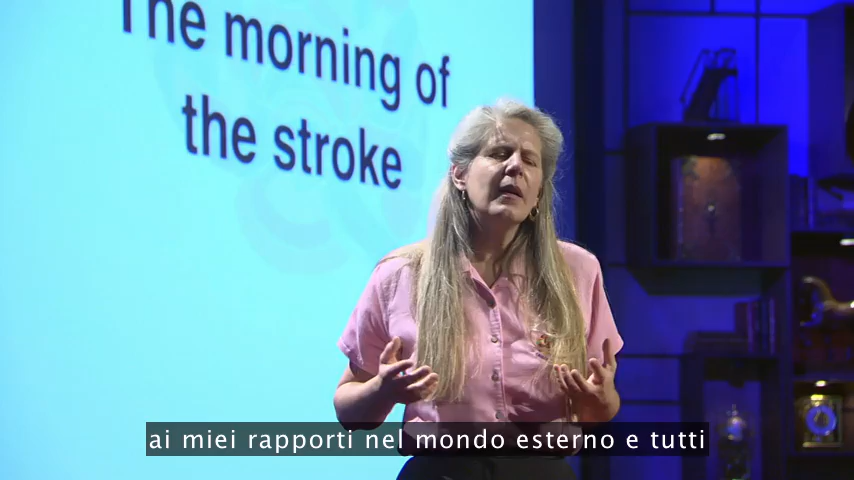 The morning of
the stroke
ai miei rapporti nel mondo esterno e tutti